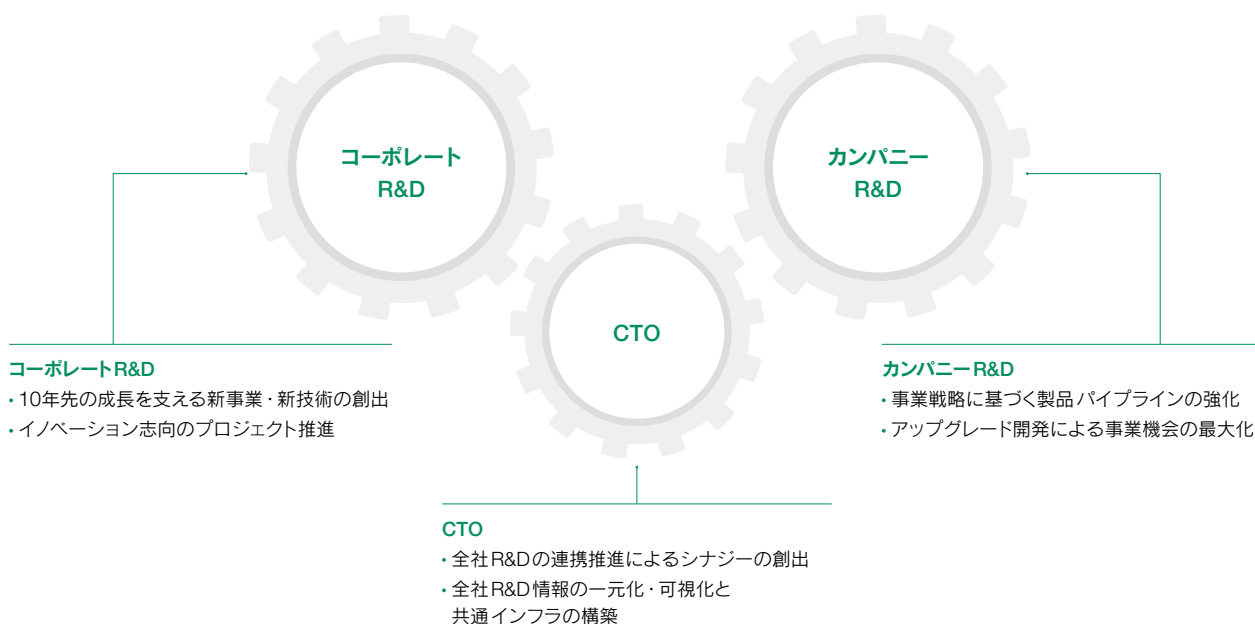 コーポレート
R&D
カンパニー
R&D
CTO
コーポレートR&D
・10年先の成長を支える新事業・新技術の創出
・イノベーション志向のプロジェクト推進
カンパニーR&D
・事業戦略に基づく製品パイプラインの強化
・アップグレード開発による事業機会の最大化
CTO
・全社R&Dの連携推進によるシナジーの創出
・全社R&D情報の一元化・可視化と
共通インフラの構築